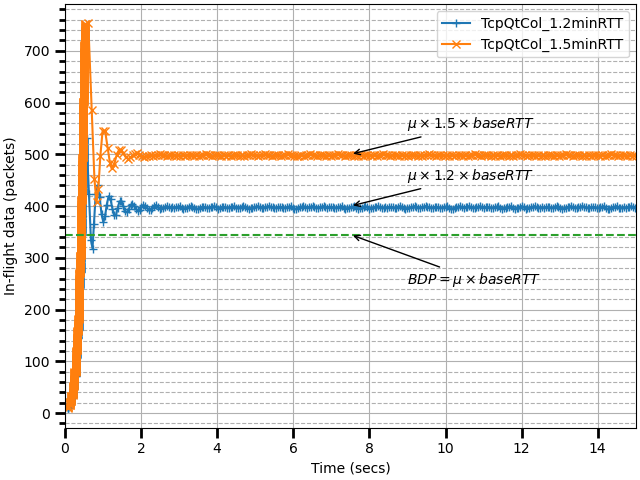 TcpQtCol_1.2minRTT
TcpQtCol_1.5minRTT
μ × 1.5 × baseRTT
μ × 1.2 × baseRTT
BDP = μ × baseRTT
In-flight data (packets)
700
600
500
400
300
200
100
0
0 2 4 6 8 10 12 14
Time (secs)